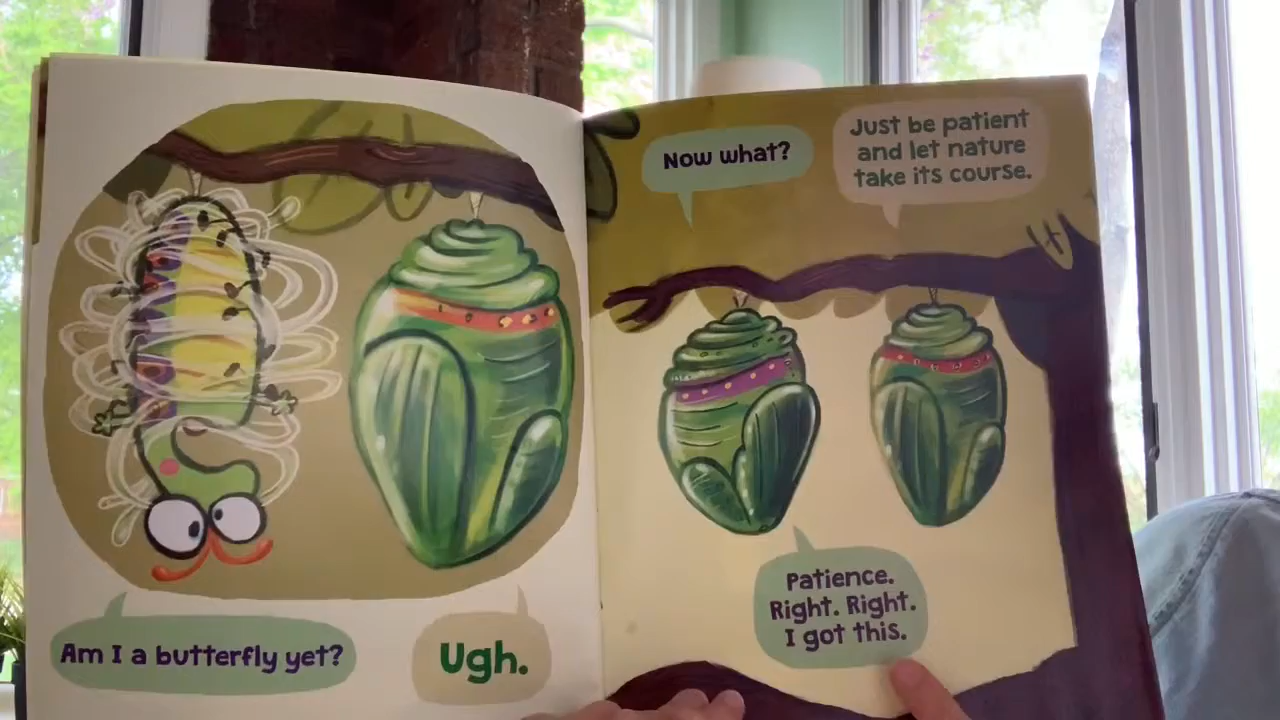 Am I a butterfly yet?
Ugh.
Now what?
Just be patient
and let nature
take its course.
Patience.
Right. Right.
I got this.